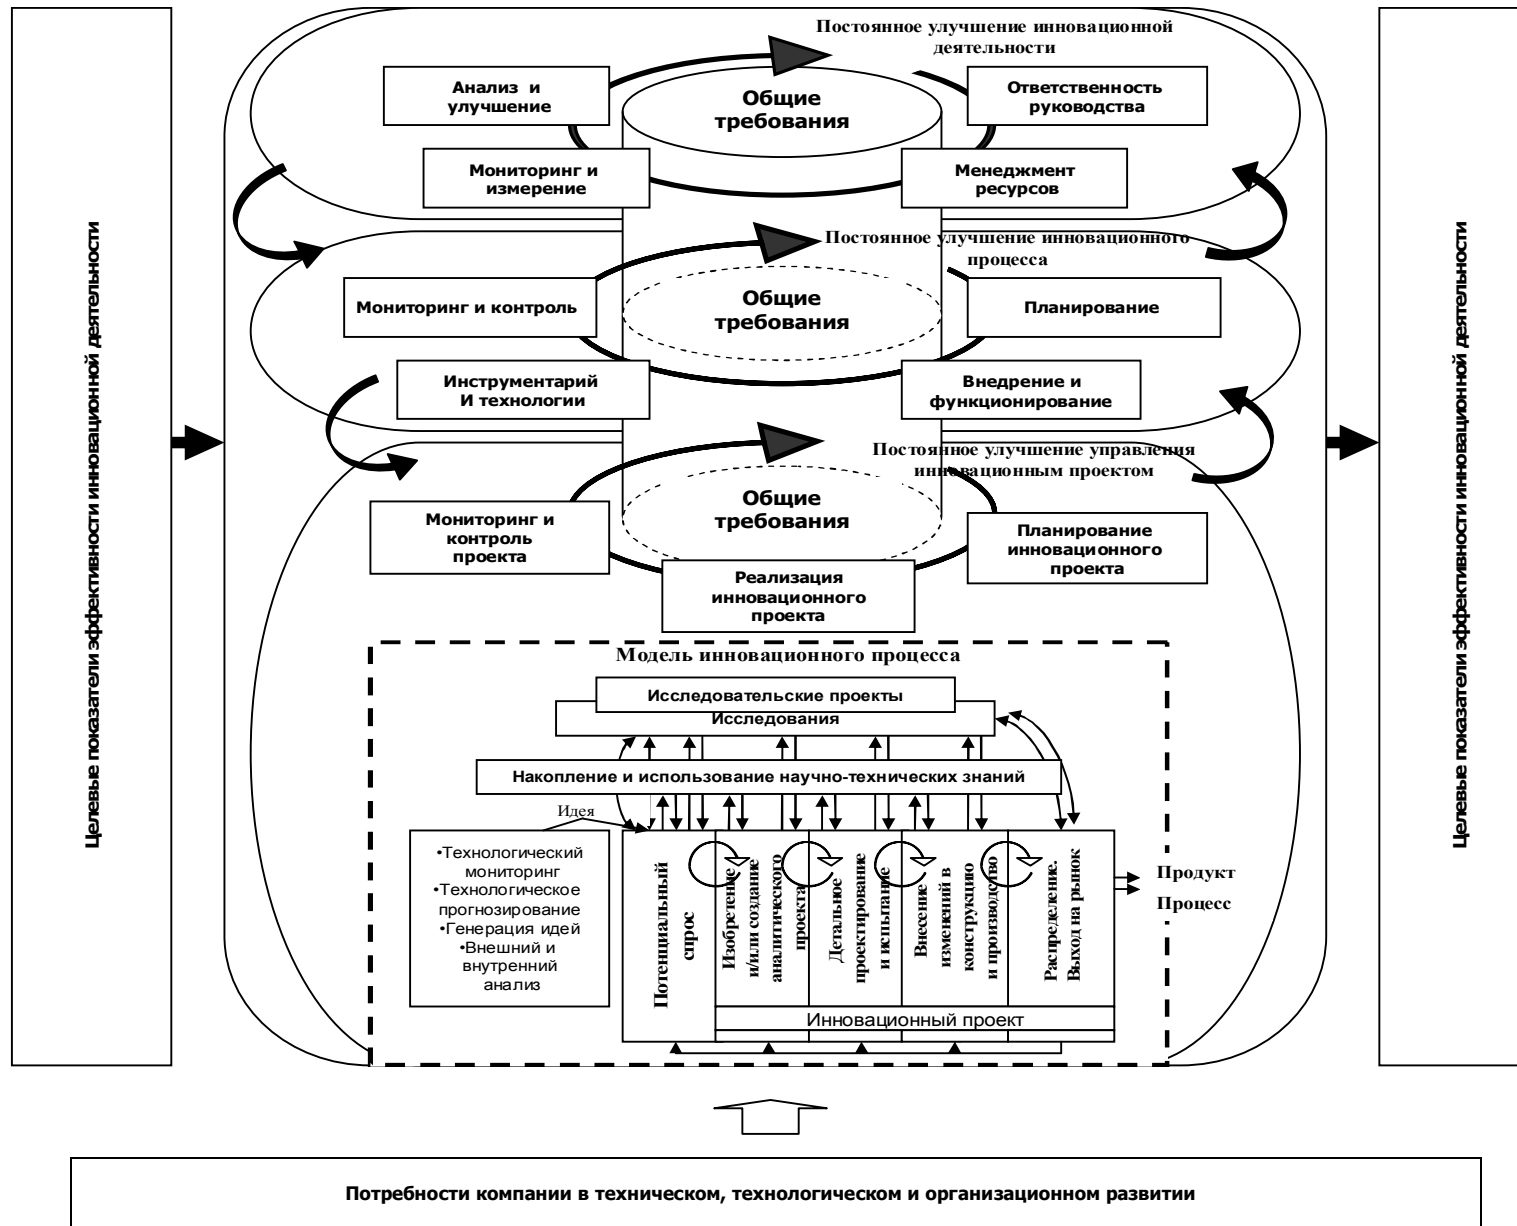 Целевые показатели эффективности инновационной деятельности
Постоянное улучшение инновационной
деятельности
Анализ и
улучшение
Общие
требования
Ответственность
руководства
Мониторинг и
измерение
Менеджмент
ресурсов
Постоянное улучшение инновационного
процесса
Мониторинг и контроль
Общие
требования
Планирование
Инструментарий
И технологии
Внедрение и
функционирование
Постоянное улучшение управления
инновационным проектом
Общие
требования
Мониторинг и
контроль
проекта
Планирование
инновационного
проекта
Реализация
инновационного
проекта
Модель инновационного процесса
Исследовательские проекты
Исследования
Накопление и использование научно-технических знаний
Идея
•Технологический
мониторинг
•Технологическое
прогнозирование
•Генерация идей
•Внешний и
внутренний
анализ
Потенциальный
спрос
Изобретение
и/или создание
аналитического
проекта
Детальное
проектирование
и испытание
Внесение
изменений в
конструкцию
и производство
Распределение.
Выход на рынок
Инновационный проект
Продукт
Процесс
Целевые показатели эффективности инновационной деятельности
Потребности компании в техническом, технологическом и организационном развитии